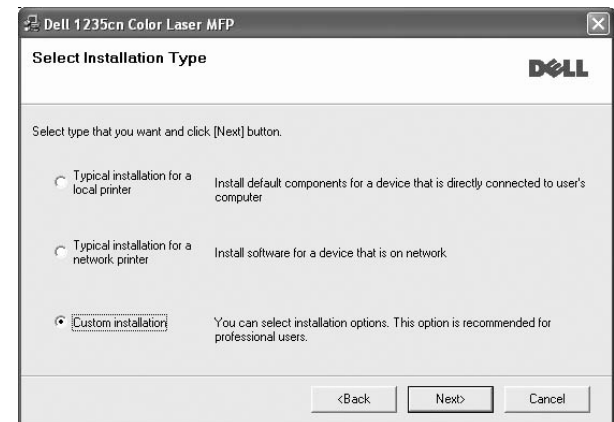 Dell 1235cn Color Laser MFP
Select Installation Type
DELL
Select type that you want and click [Next] button.
Typical installation for a
local printer
Install default components for a device that is directly connected to user's
computer
Typical installation for a
network printer
Install software for a device that is on network
Custom installation
You can select installation options. This option is recommended for
professional users.
<Back
Next>
Cancel